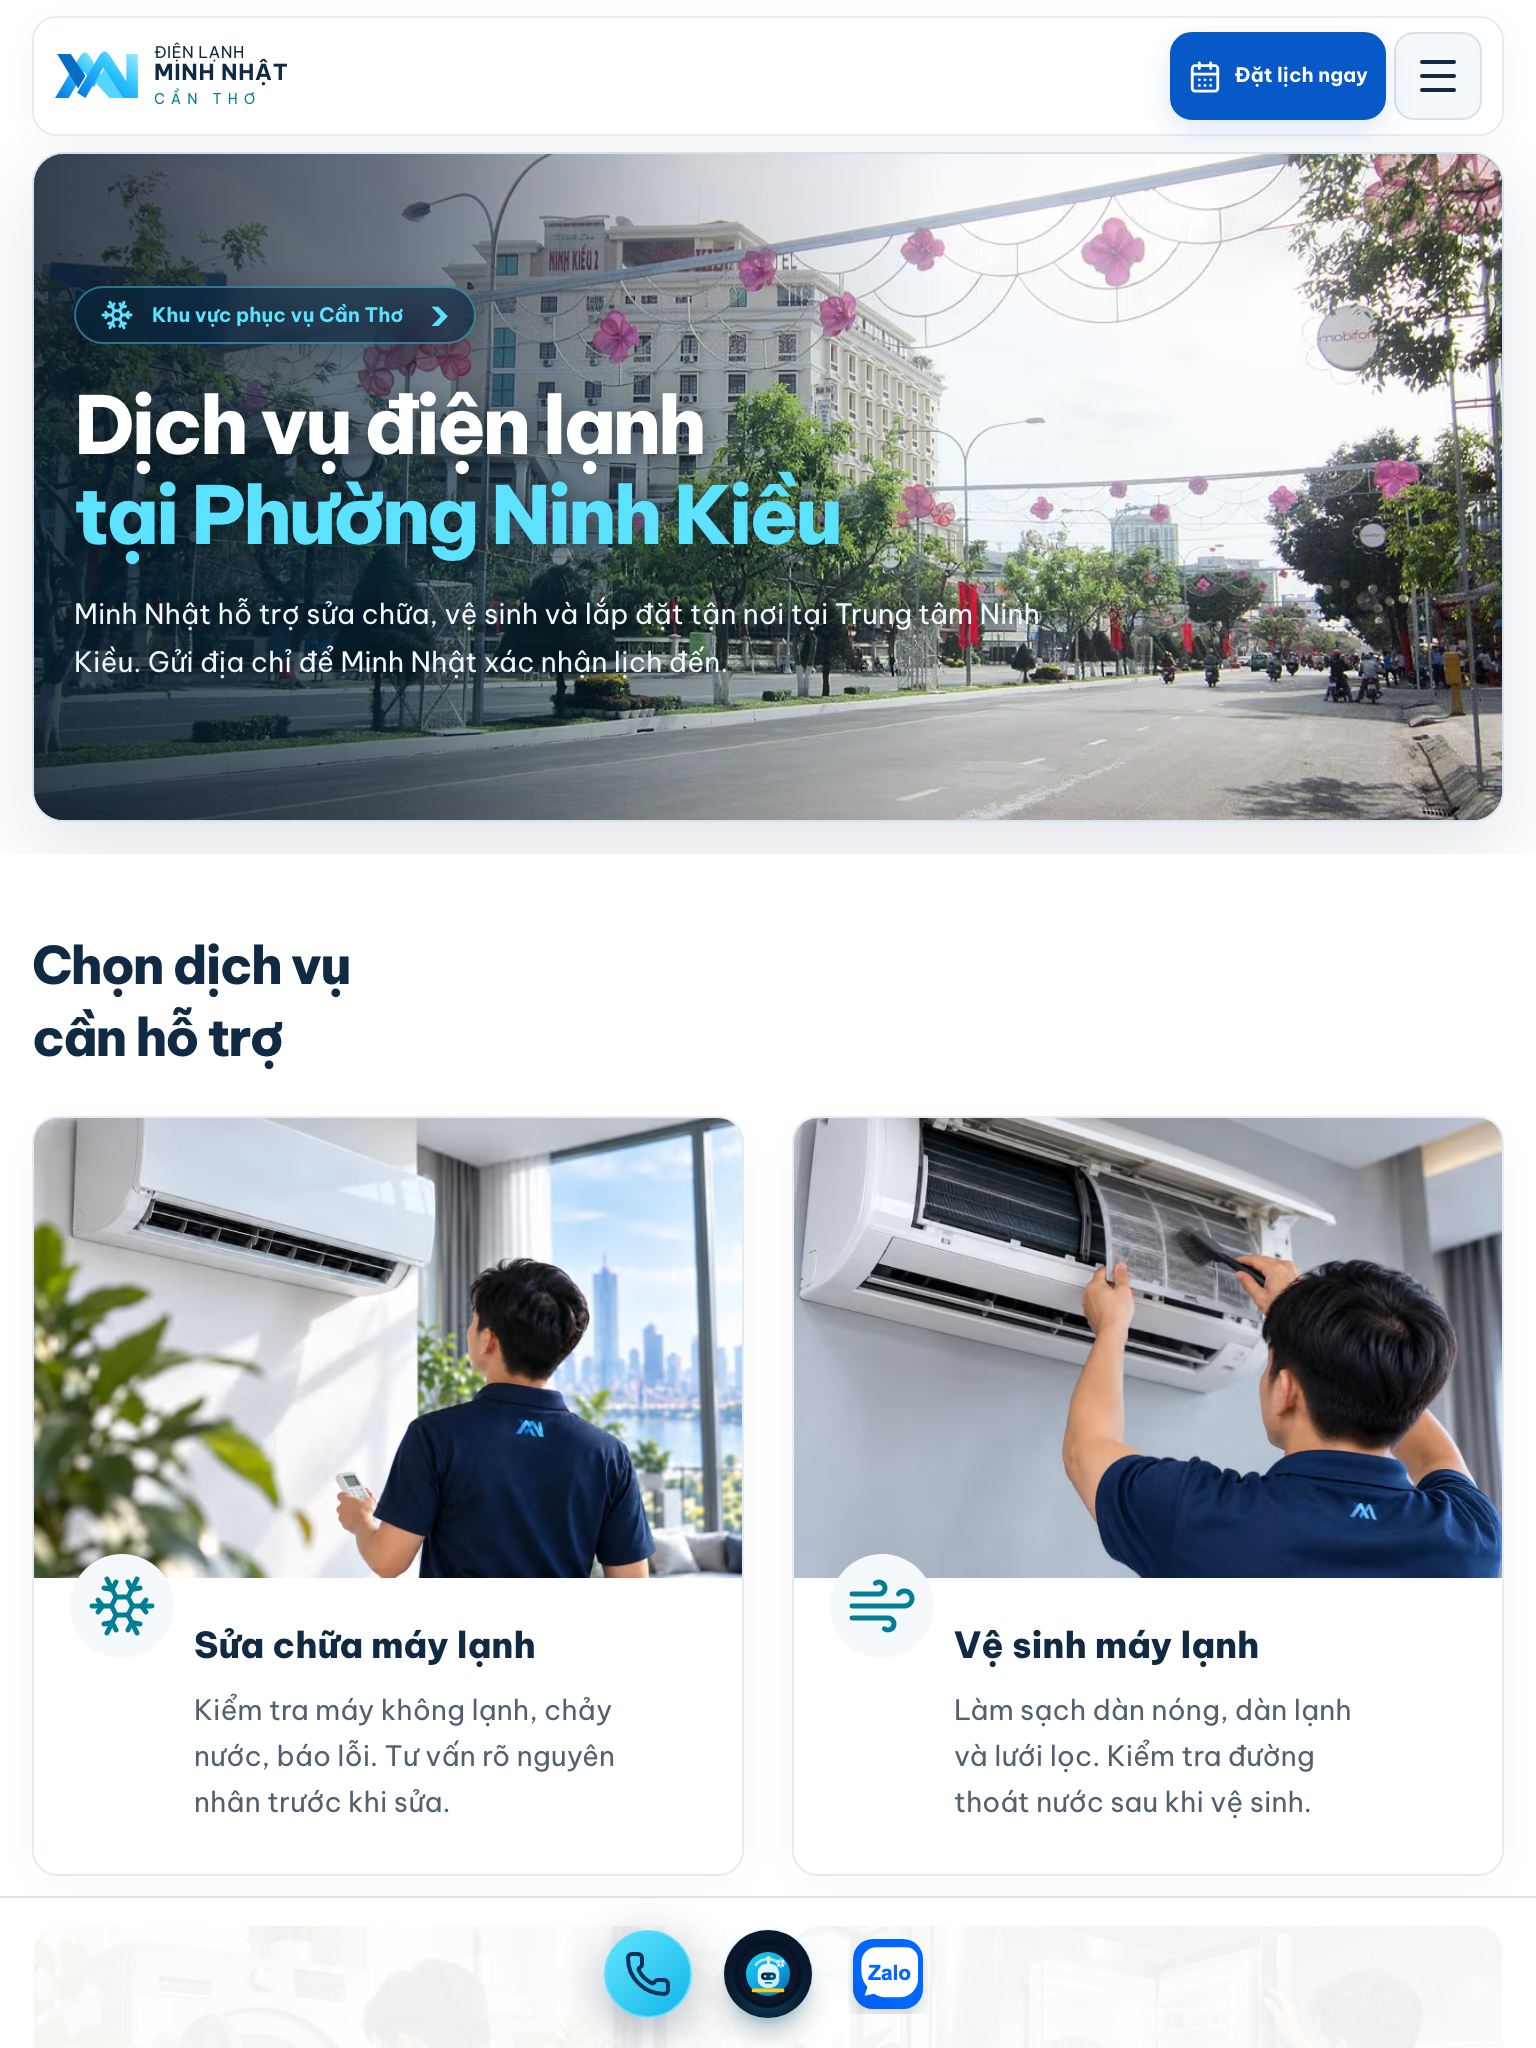 ĐIỆN LẠNH
MINH NHẬT
CẦN THƠ
Đặt lịch ngay
NINH KIỀU 2
mobifone
Khu vực phục vụ Cần Thơ
Dịch vụ điện lạnh
tại Phường Ninh Kiều
Minh Nhật hỗ trợ sửa chữa, vệ sinh và lắp đặt tận nơi tại Trung tâm Ninh
Kiều. Gửi địa chỉ để Minh Nhật xác nhận lịch đến.
Chọn dịch vụ
cần hỗ trợ
Sửa chữa máy lạnh
Kiểm tra máy không lạnh, chảy
nước, báo lỗi. Tư vấn rõ nguyên
nhân trước khi sửa.
Vệ sinh máy lạnh
Làm sạch dàn nóng, dàn lạnh
và lưới lọc. Kiểm tra đường
thoát nước sau khi vệ sinh.
Zalo